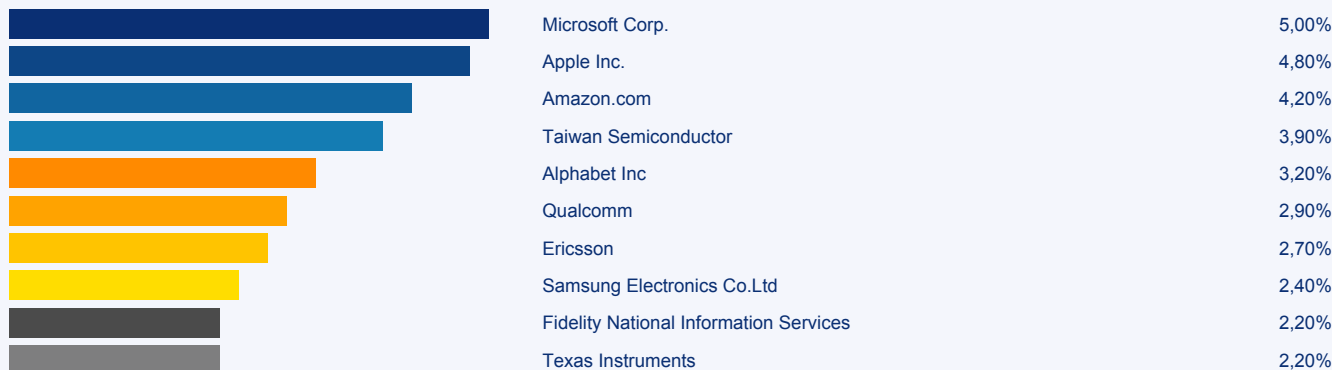 Microsoft Corp. 5,00%
Apple Inc. 4,80%
Amazon.com 4,20%
Taiwan Semiconductor 3,90%
Alphabet Inc 3,20%
Qualcomm 2,90%
Ericsson 2,70%
Samsung Electronics Co.Ltd 2,40%
Fidelity National Information Services 2,20%
Texas Instruments 2,20%